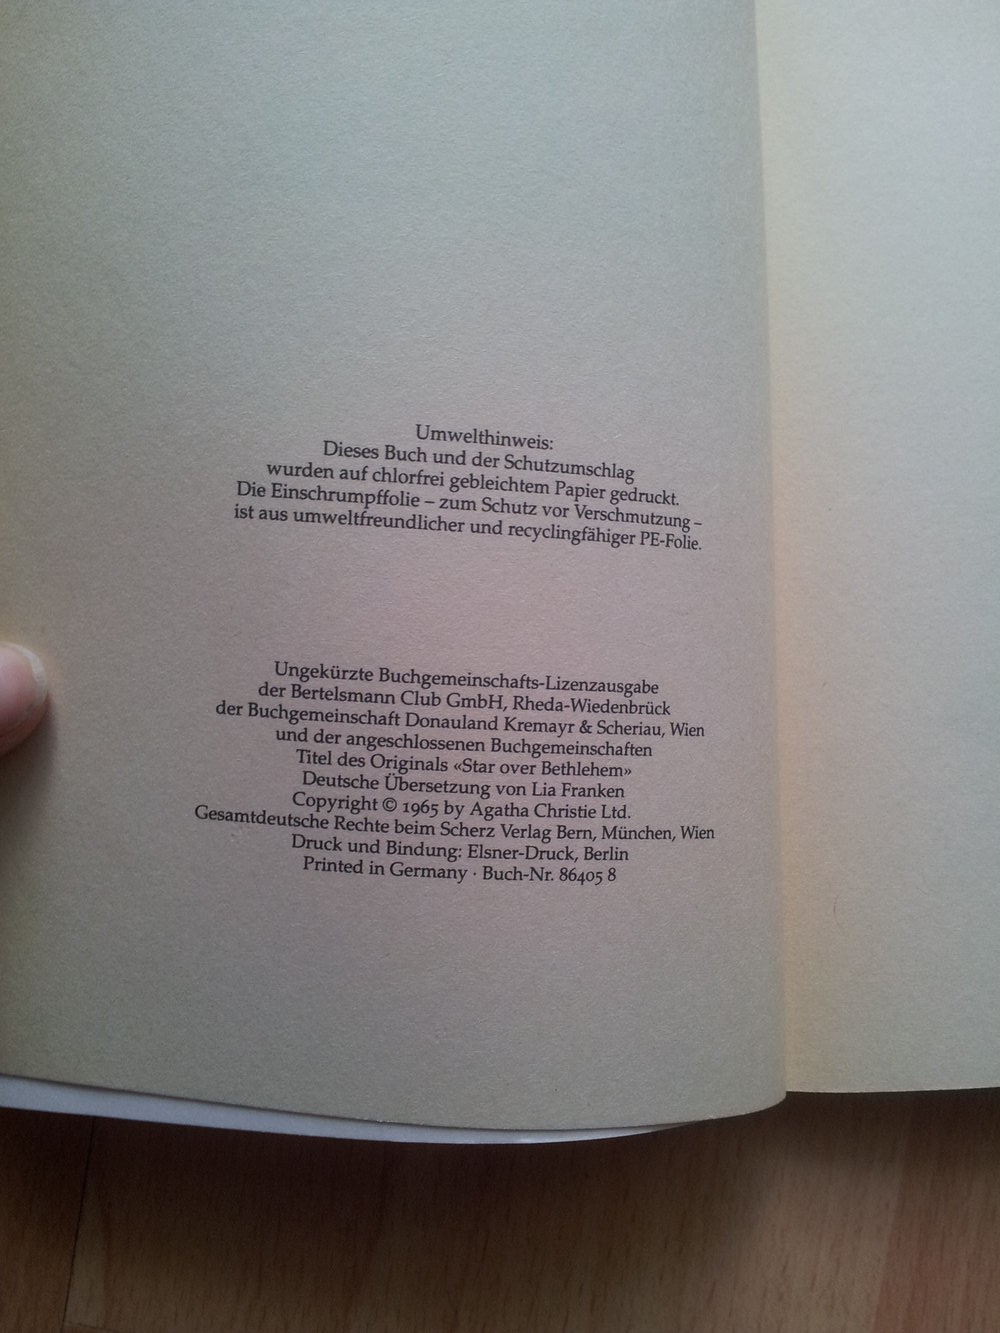 Umwelthinweis:
Dieses Buch und der Schutzumschlag
wurden auf chlorfrei gebleichtem Papier gedruckt.
Die Einschrumpffolie – zum Schutz vor Verschmutzung –
ist aus umweltfreundlicher und recyclingfähiger PE-Folie.
Ungekürzte Buchgemeinschafts-Lizenzausgabe
der Bertelsmann Club GmbH, Rheda-Wiedenbrück
der Buchgemeinschaft Donauland Kremayr & Scheriau, Wien
und der angeschlossenen Buchgemeinschaften
Titel des Originals «Star over Bethlehem»
Deutsche Übersetzung von Lia Franken
Copyright © 1965 by Agatha Christie Ltd.
Gesamtdeutsche Rechte beim Scherz Verlag Bern, München, Wien
Druck und Bindung: Elsner-Druck, Berlin
Printed in Germany · Buch-Nr. 86405 8